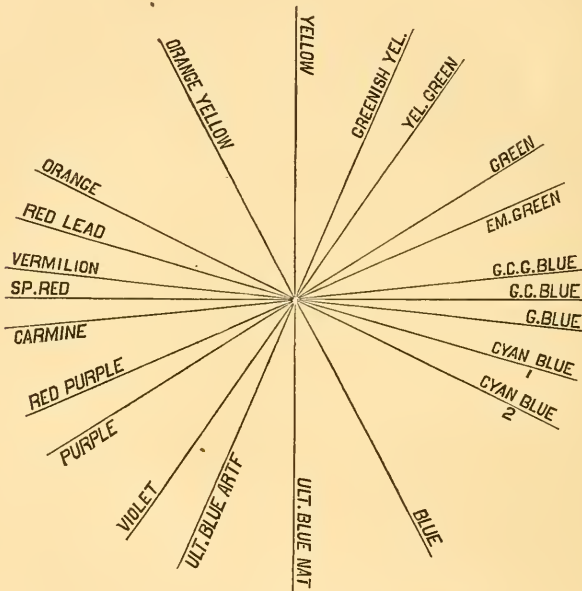 YELLOW
GREENISH YEL.
YEL. GREEN
GREEN
EM. GREEN
G.C.G. BLUE
G.C. BLUE
G. BLUE
CYAN BLUE
1
CYAN BLUE
2
BLUE
ULT. BLUE NAT
ULT. BLUE ARTF
VIOLET
PURPLE
RED PURPLE
CARMINE
SP. RED
VERMILION
RED LEAD
ORANGE
ORANGE YELLOW